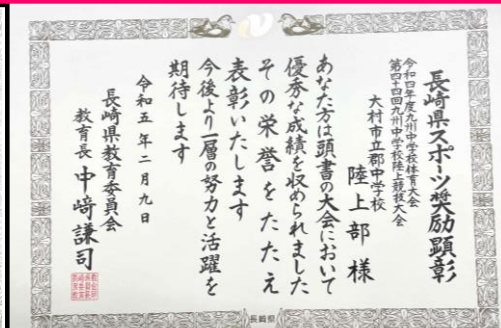 長崎県スポーツ奨励顕彰
令和四年度九州中学校体育大会
第四十四回九州中学校陸上競技大会
大村市立郡中学校
陸上部様
あなた方は頭書の大会において
優秀な成績を収められました
その栄誉をたたえ
表彰いたします
今後より一層の努力と活躍を
期待します
令和五年二月九日
長崎県教育委員会
教育長 中﨑謙司
長崎県